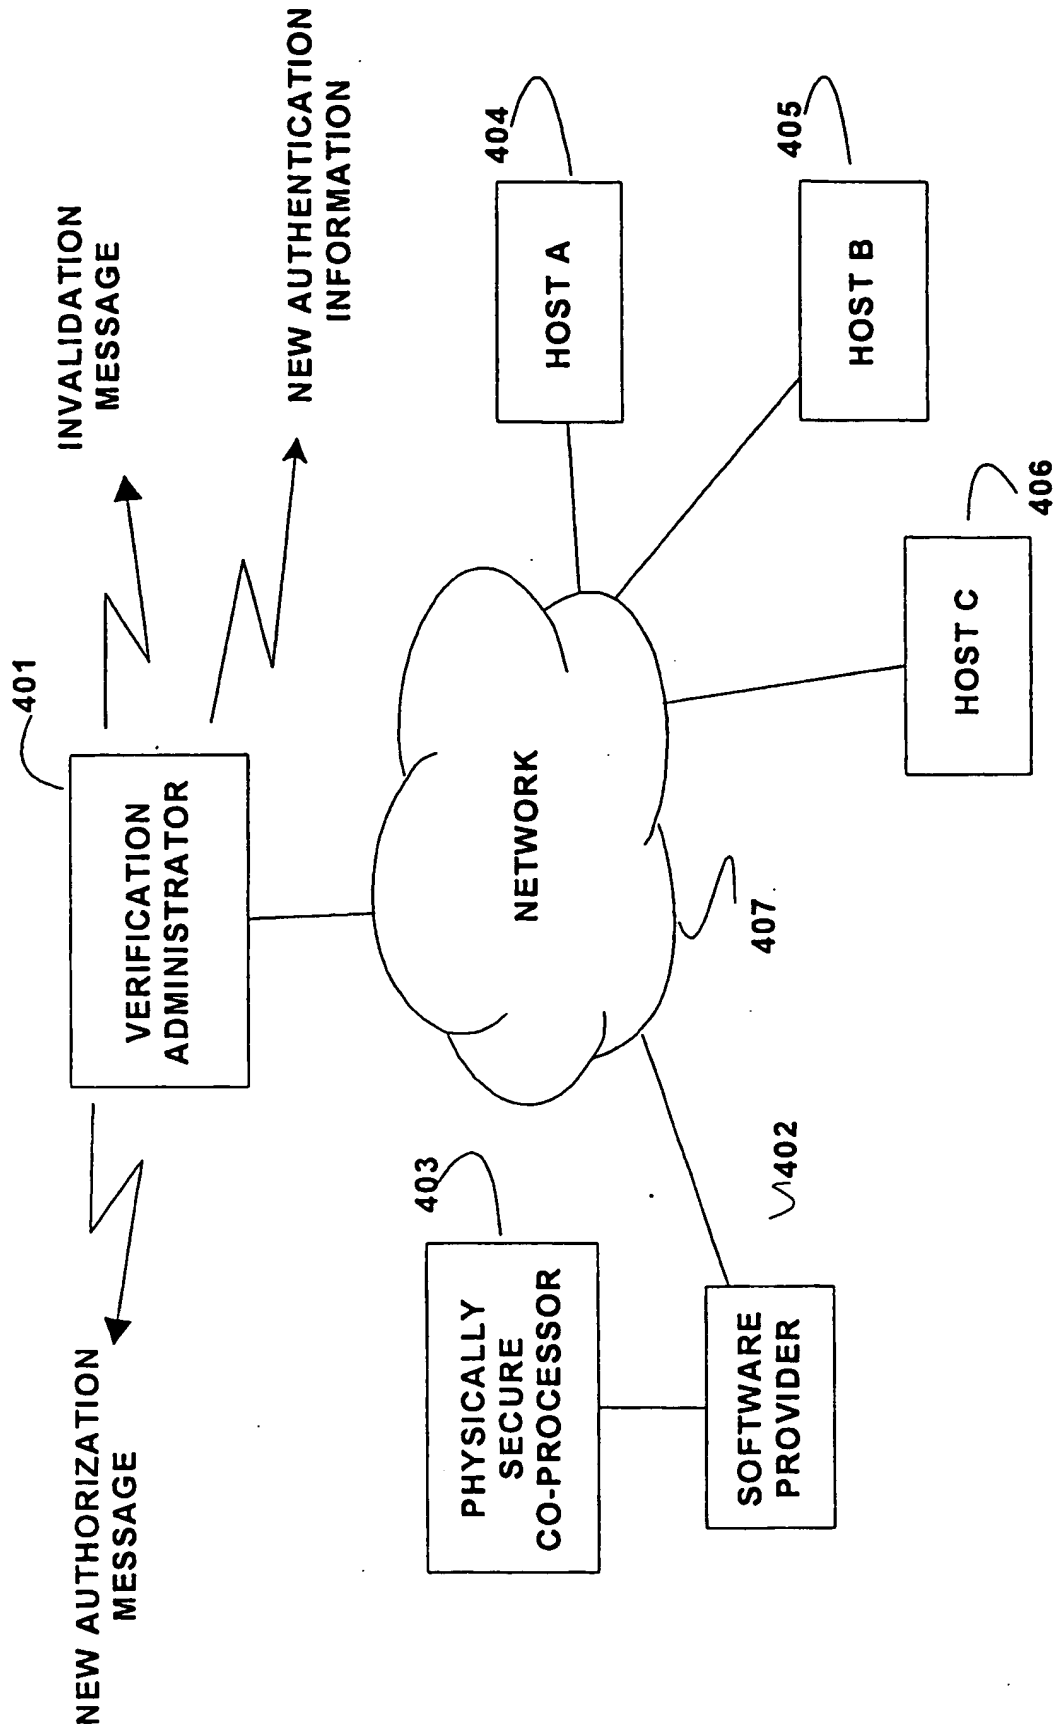 NEW AUTHORIZATION
MESSAGE
401
VERIFICATION
ADMINISTRATOR
INVALIDATION
MESSAGE
NEW AUTHENTICATION
INFORMATION
403
PHYSICALLY
SECURE
CO-PROCESSOR
NETWORK
404
HOST A
402
SOFTWARE
PROVIDER
407
405
HOST B
406
HOST C